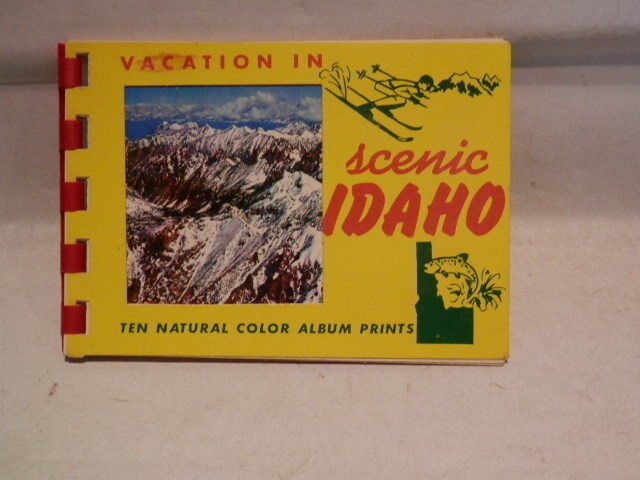 VACATION IN
scenic
IDAHO
TEN NATURAL COLOR ALBUM PRINTS